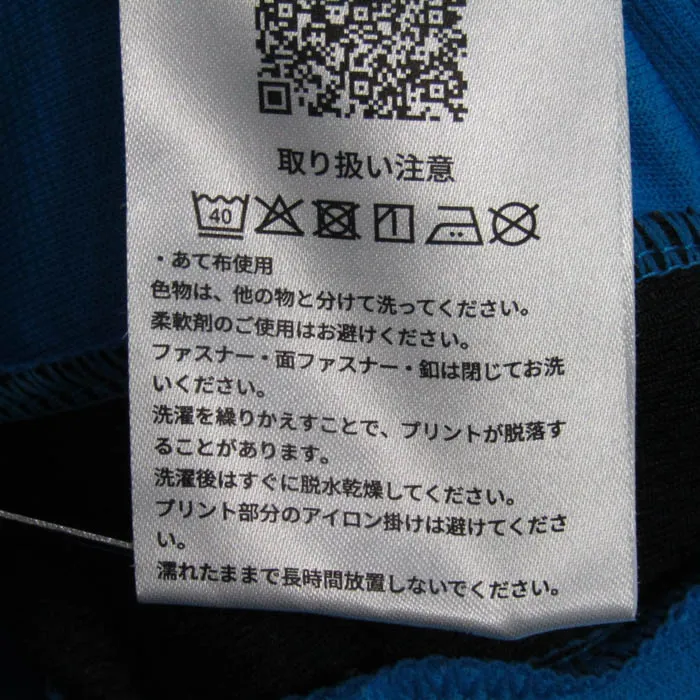 取り扱い注意
40
・あて布使用
色物は、他の物と分けて洗ってください。
柔軟剤のご使用はお避けください。
ファスナー・面ファスナー・釦は閉じてお洗
いください。
洗濯を繰りかえすことで、プリントが脱落す
ることがあります。
洗濯後はすぐに脱水乾燥してください。
プリント部分のアイロン掛けは避けてくださ
い。
濡れたままで長時間放置しないでください。